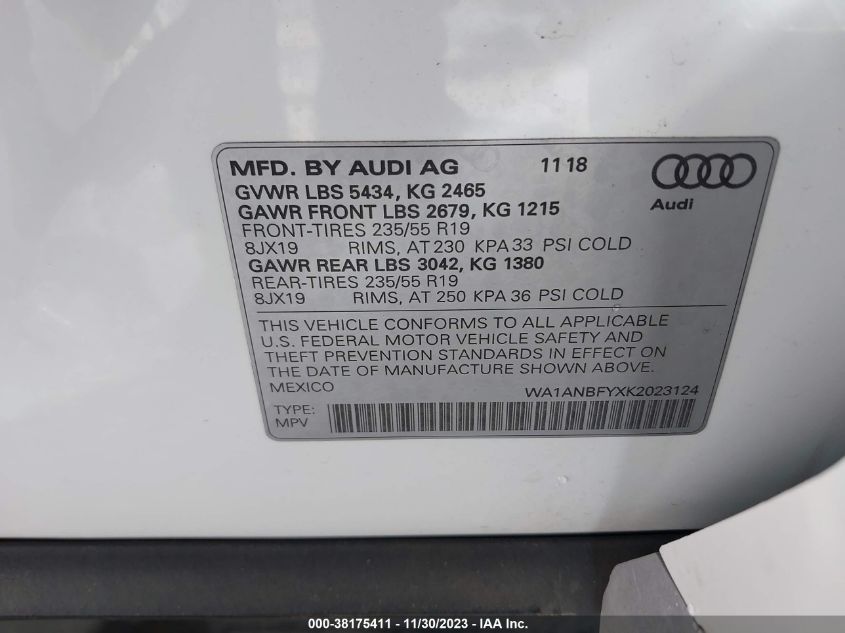 MFD. BY AUDI AG 11 18
GVWR LBS 5434, KG 2465
GAWR FRONT LBS 2679, KG 1215
FRONT-TIRES 235/55 R19
8JX19 RIMS, AT 230 KPA 33 PSI COLD
GAWR REAR LBS 3042, KG 1380
REAR-TIRES 235/55 R19
8JX19 RIMS, AT 250 KPA 36 PSI COLD
Audi
THIS VEHICLE CONFORMS TO ALL APPLICABLE
U.S. FEDERAL MOTOR VEHICLE SAFETY AND
THEFT PREVENTION STANDARDS IN EFFECT ON
THE DATE OF MANUFACTURE SHOWN ABOVE.
MEXICO WA1ANBFYXK2023124
TYPE:
MPV
000-38175411 - 11/30/2023 - IAA Inc.